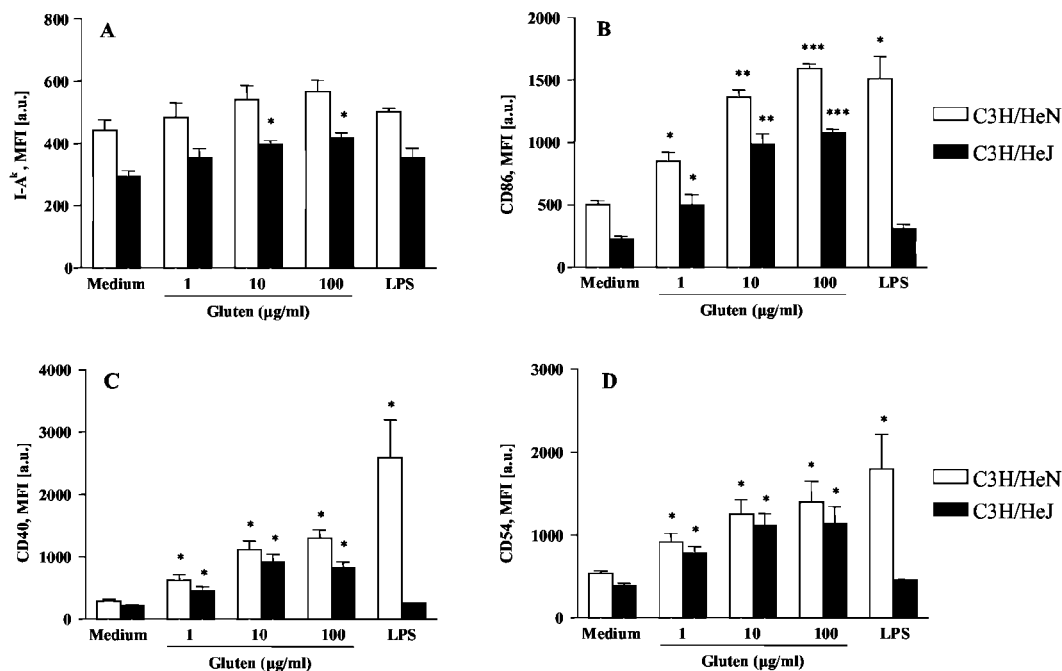 A
I-Aᵏ, MFI [a.u.]
800
600
400
200
0
* *
Medium 1 10 100 LPS
Gluten (µg/ml)
B
CD86, MFI [a.u.]
2000
1500
1000
500
0
* * ** ** *** *** *
Medium 1 10 100 LPS
Gluten (µg/ml)
C3H/HeN
C3H/HeJ
C
CD40, MFI [a.u.]
4000
3000
2000
1000
0
* * * * * * *
Medium 1 10 100 LPS
Gluten (µg/ml)
D
CD54, MFI [a.u.]
3000
2000
1000
0
* * * * * * *
Medium 1 10 100 LPS
Gluten (µg/ml)
C3H/HeN
C3H/HeJ